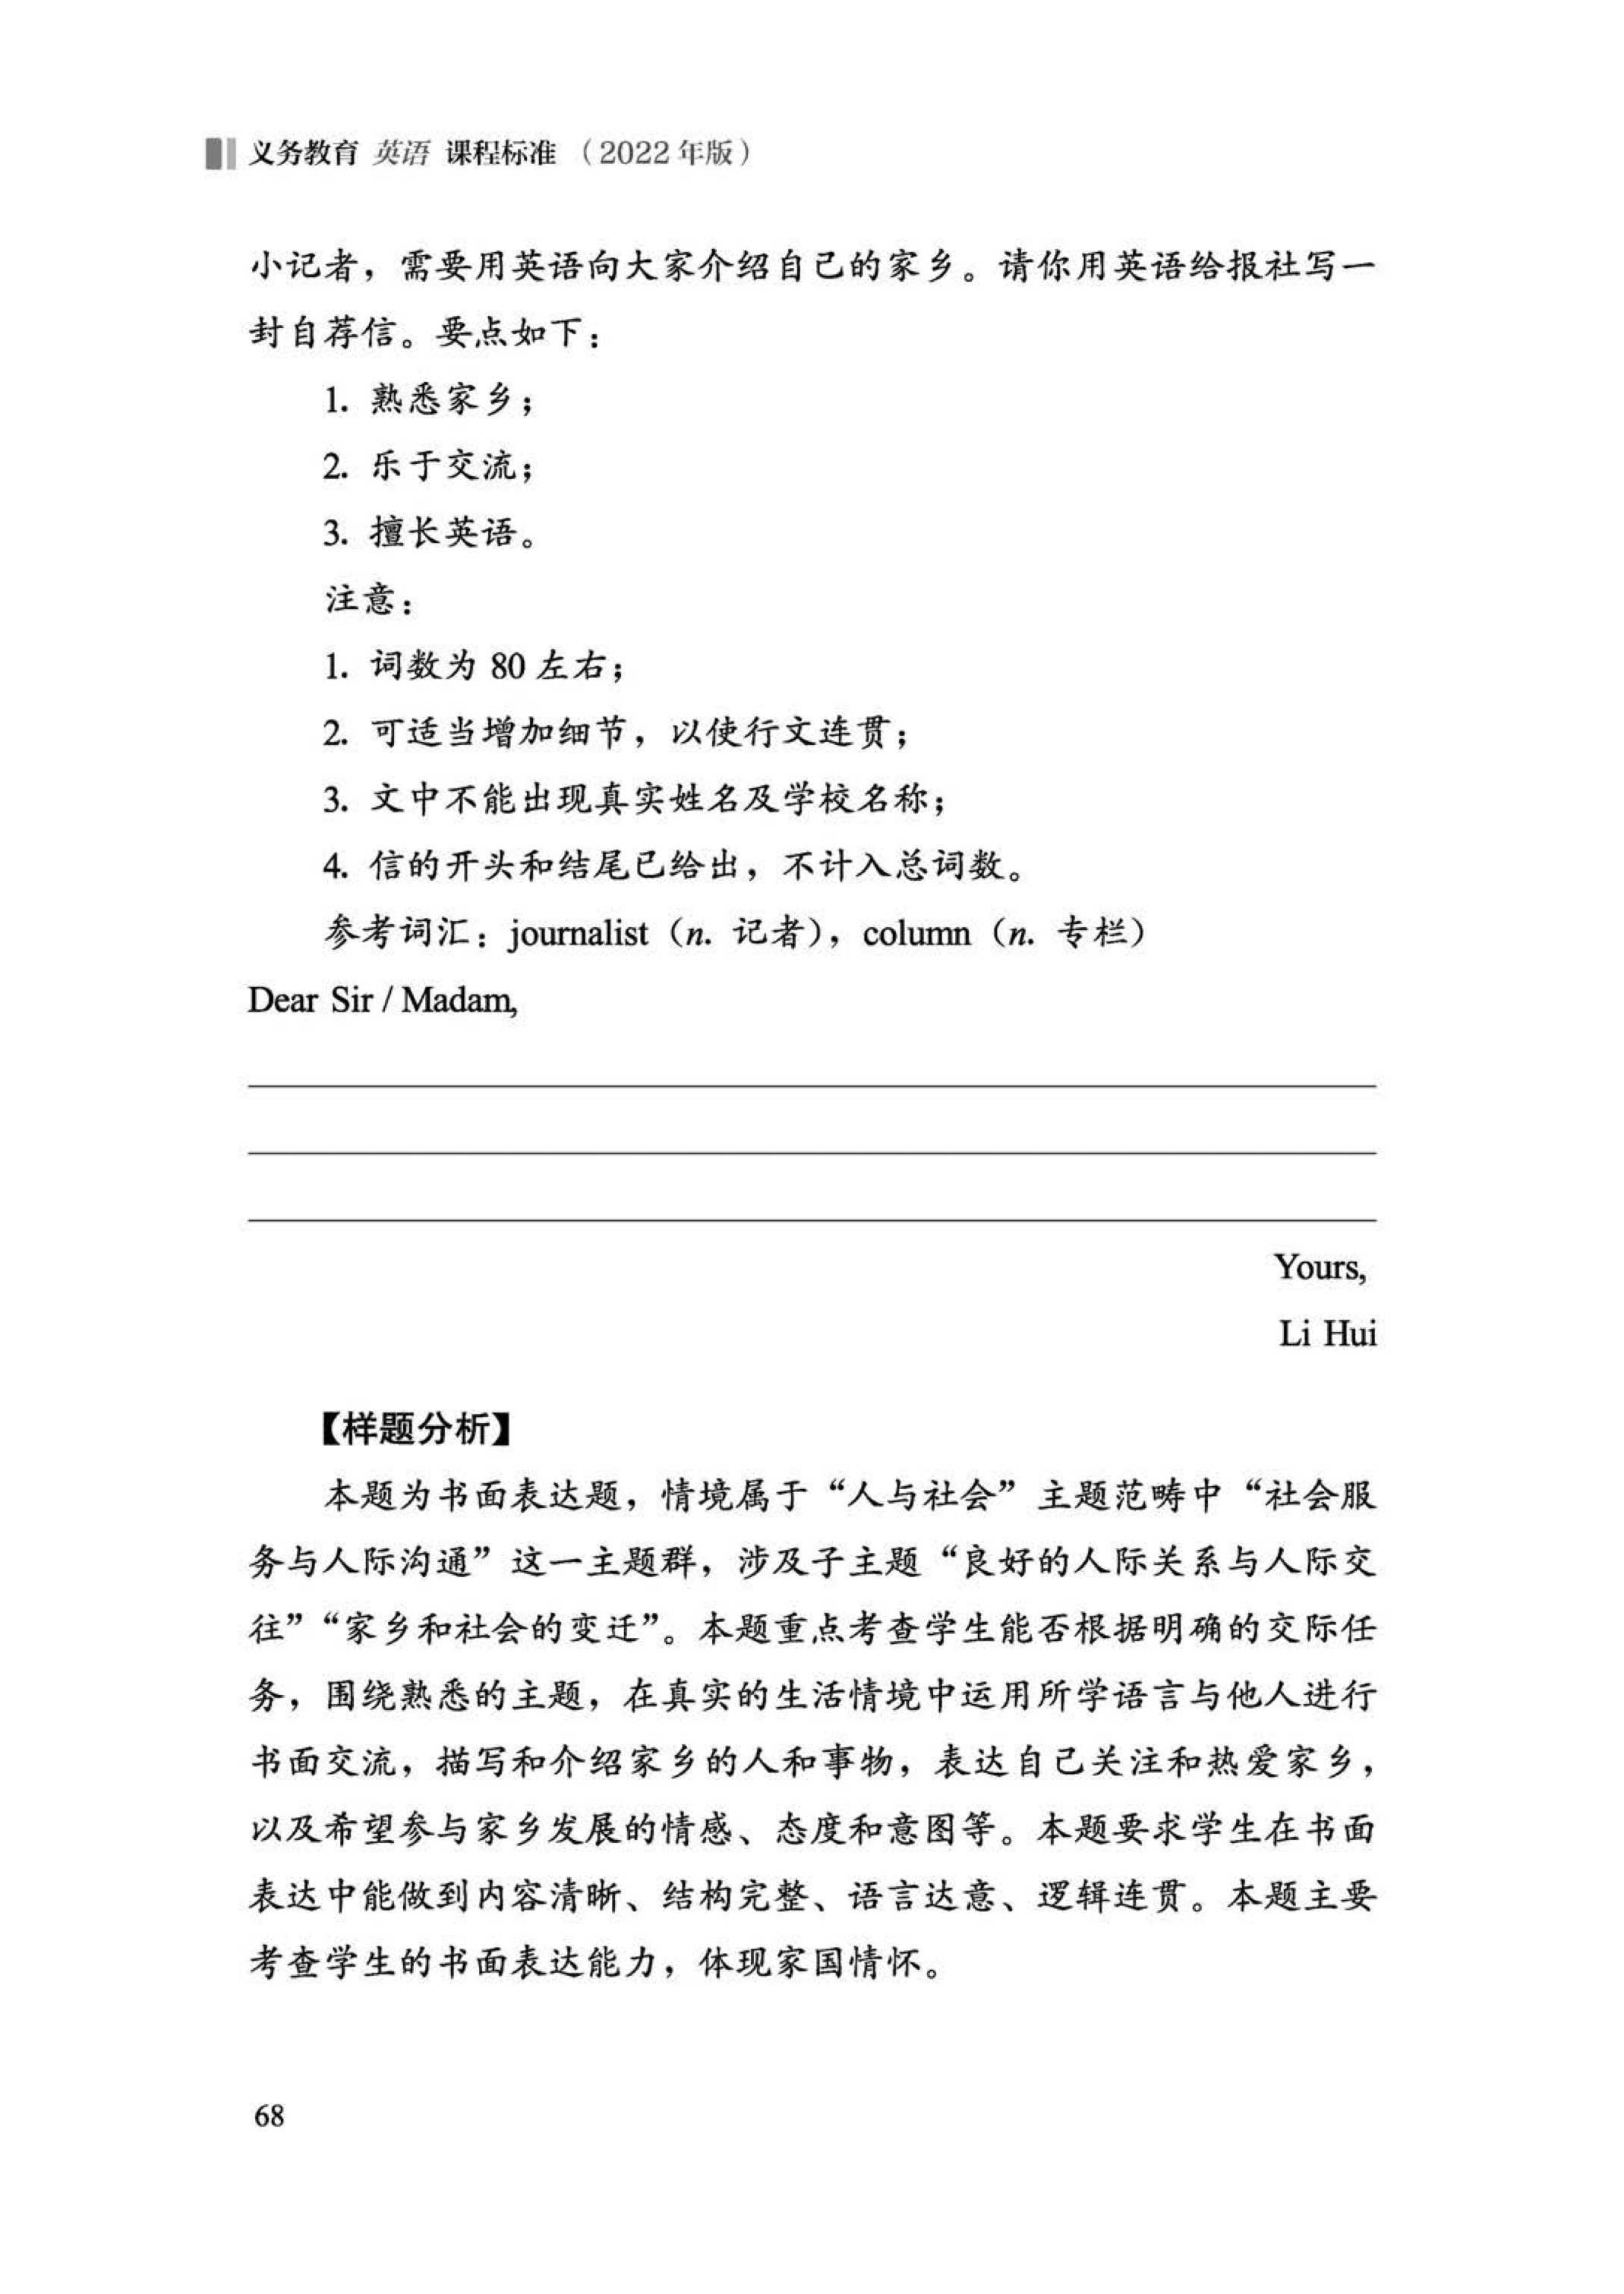 义务教育 英语 课程标准（2022年版）
小记者，需要用英语向大家介绍自己的家乡。请你用英语给报社写一
封自荐信。要点如下：
1. 熟悉家乡；
2. 乐于交流；
3. 擅长英语。
注意：
1. 词数为 80 左右；
2. 可适当增加细节，以使行文连贯；
3. 文中不能出现真实姓名及学校名称；
4. 信的开头和结尾已给出，不计入总词数。
参考词汇：journalist（n. 记者），column（n. 专栏）
Dear Sir / Madam,
Yours,
Li Hui
【样题分析】
本题为书面表达题，情境属于“人与社会”主题范畴中“社会服
务与人际沟通”这一主题群，涉及子主题“良好的人际关系与人际交
往”“家乡和社会的变迁”。本题重点考查学生能否根据明确的交际任
务，围绕熟悉的主题，在真实的生活情境中运用所学语言与他人进行
书面交流，描写和介绍家乡的人和事物，表达自己关注和热爱家乡，
以及希望参与家乡发展的情感、态度和意图等。本题要求学生在书面
表达中能做到内容清晰、结构完整、语言达意、逻辑连贯。本题主要
考查学生的书面表达能力，体现家国情怀。
68